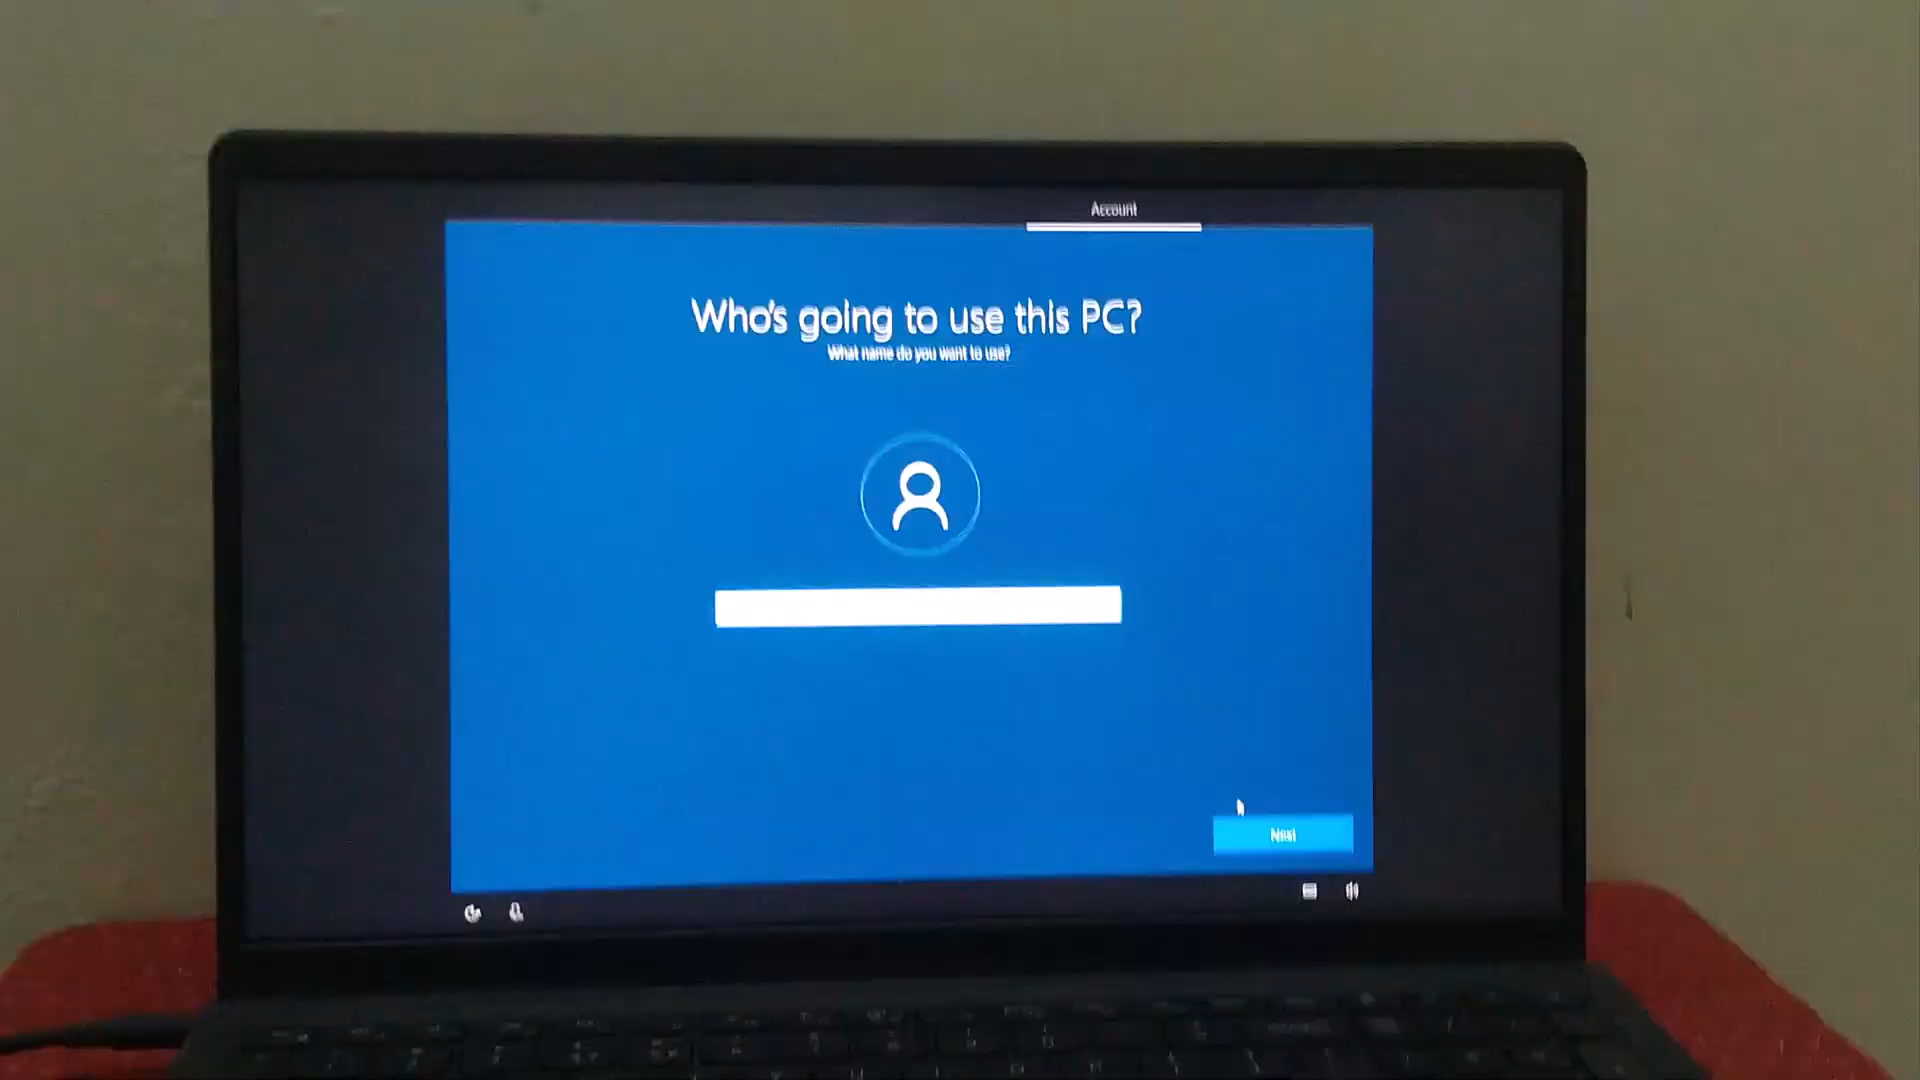 Account
Who's going to use this PC?
What name do you want to use?
Next